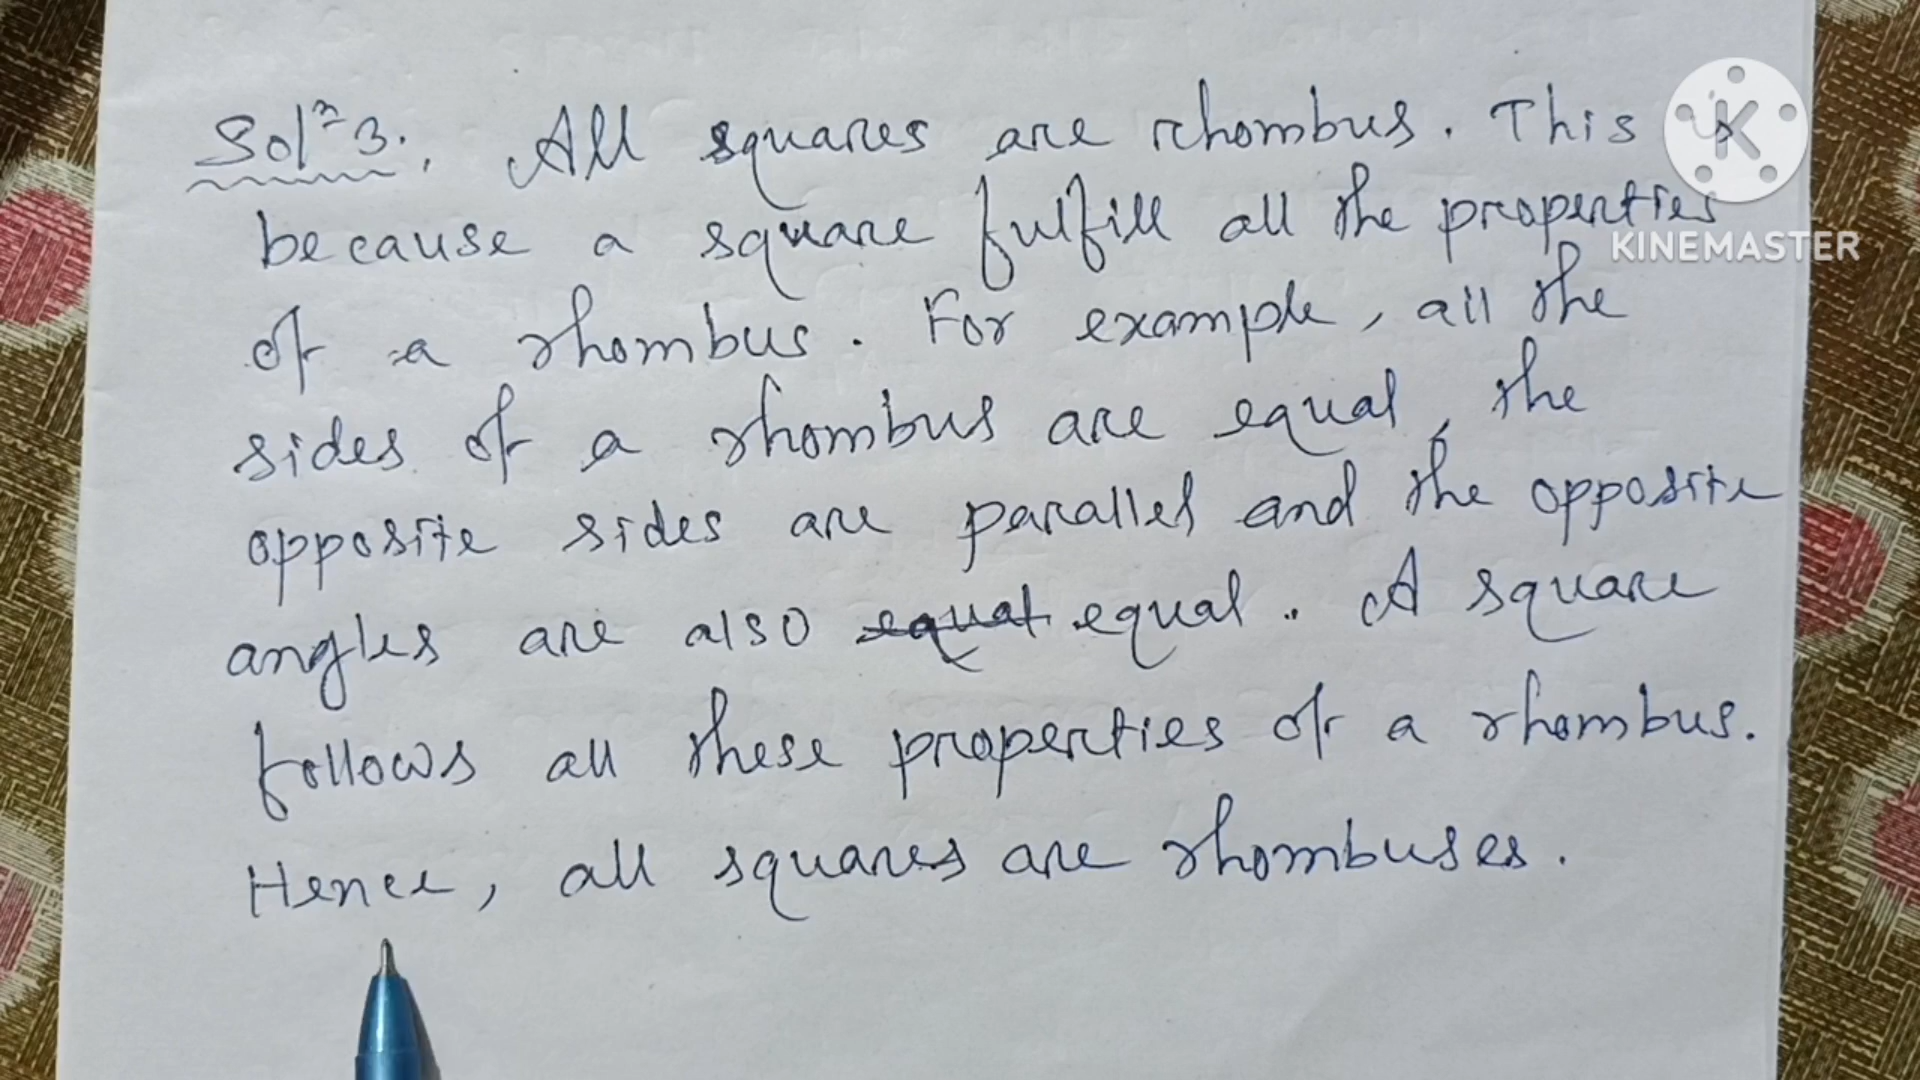 Solⁿ 3. All squares are rhombus. This is
because a square fulfill all the properties
of a rhombus. For example, all the
sides of a rhombus are equal, the
opposite sides are parallel and the opposite
angles are also equal equal. A square
follows all these properties of a rhombus.
Hence, all squares are rhombuses.
K
KINEMASTER